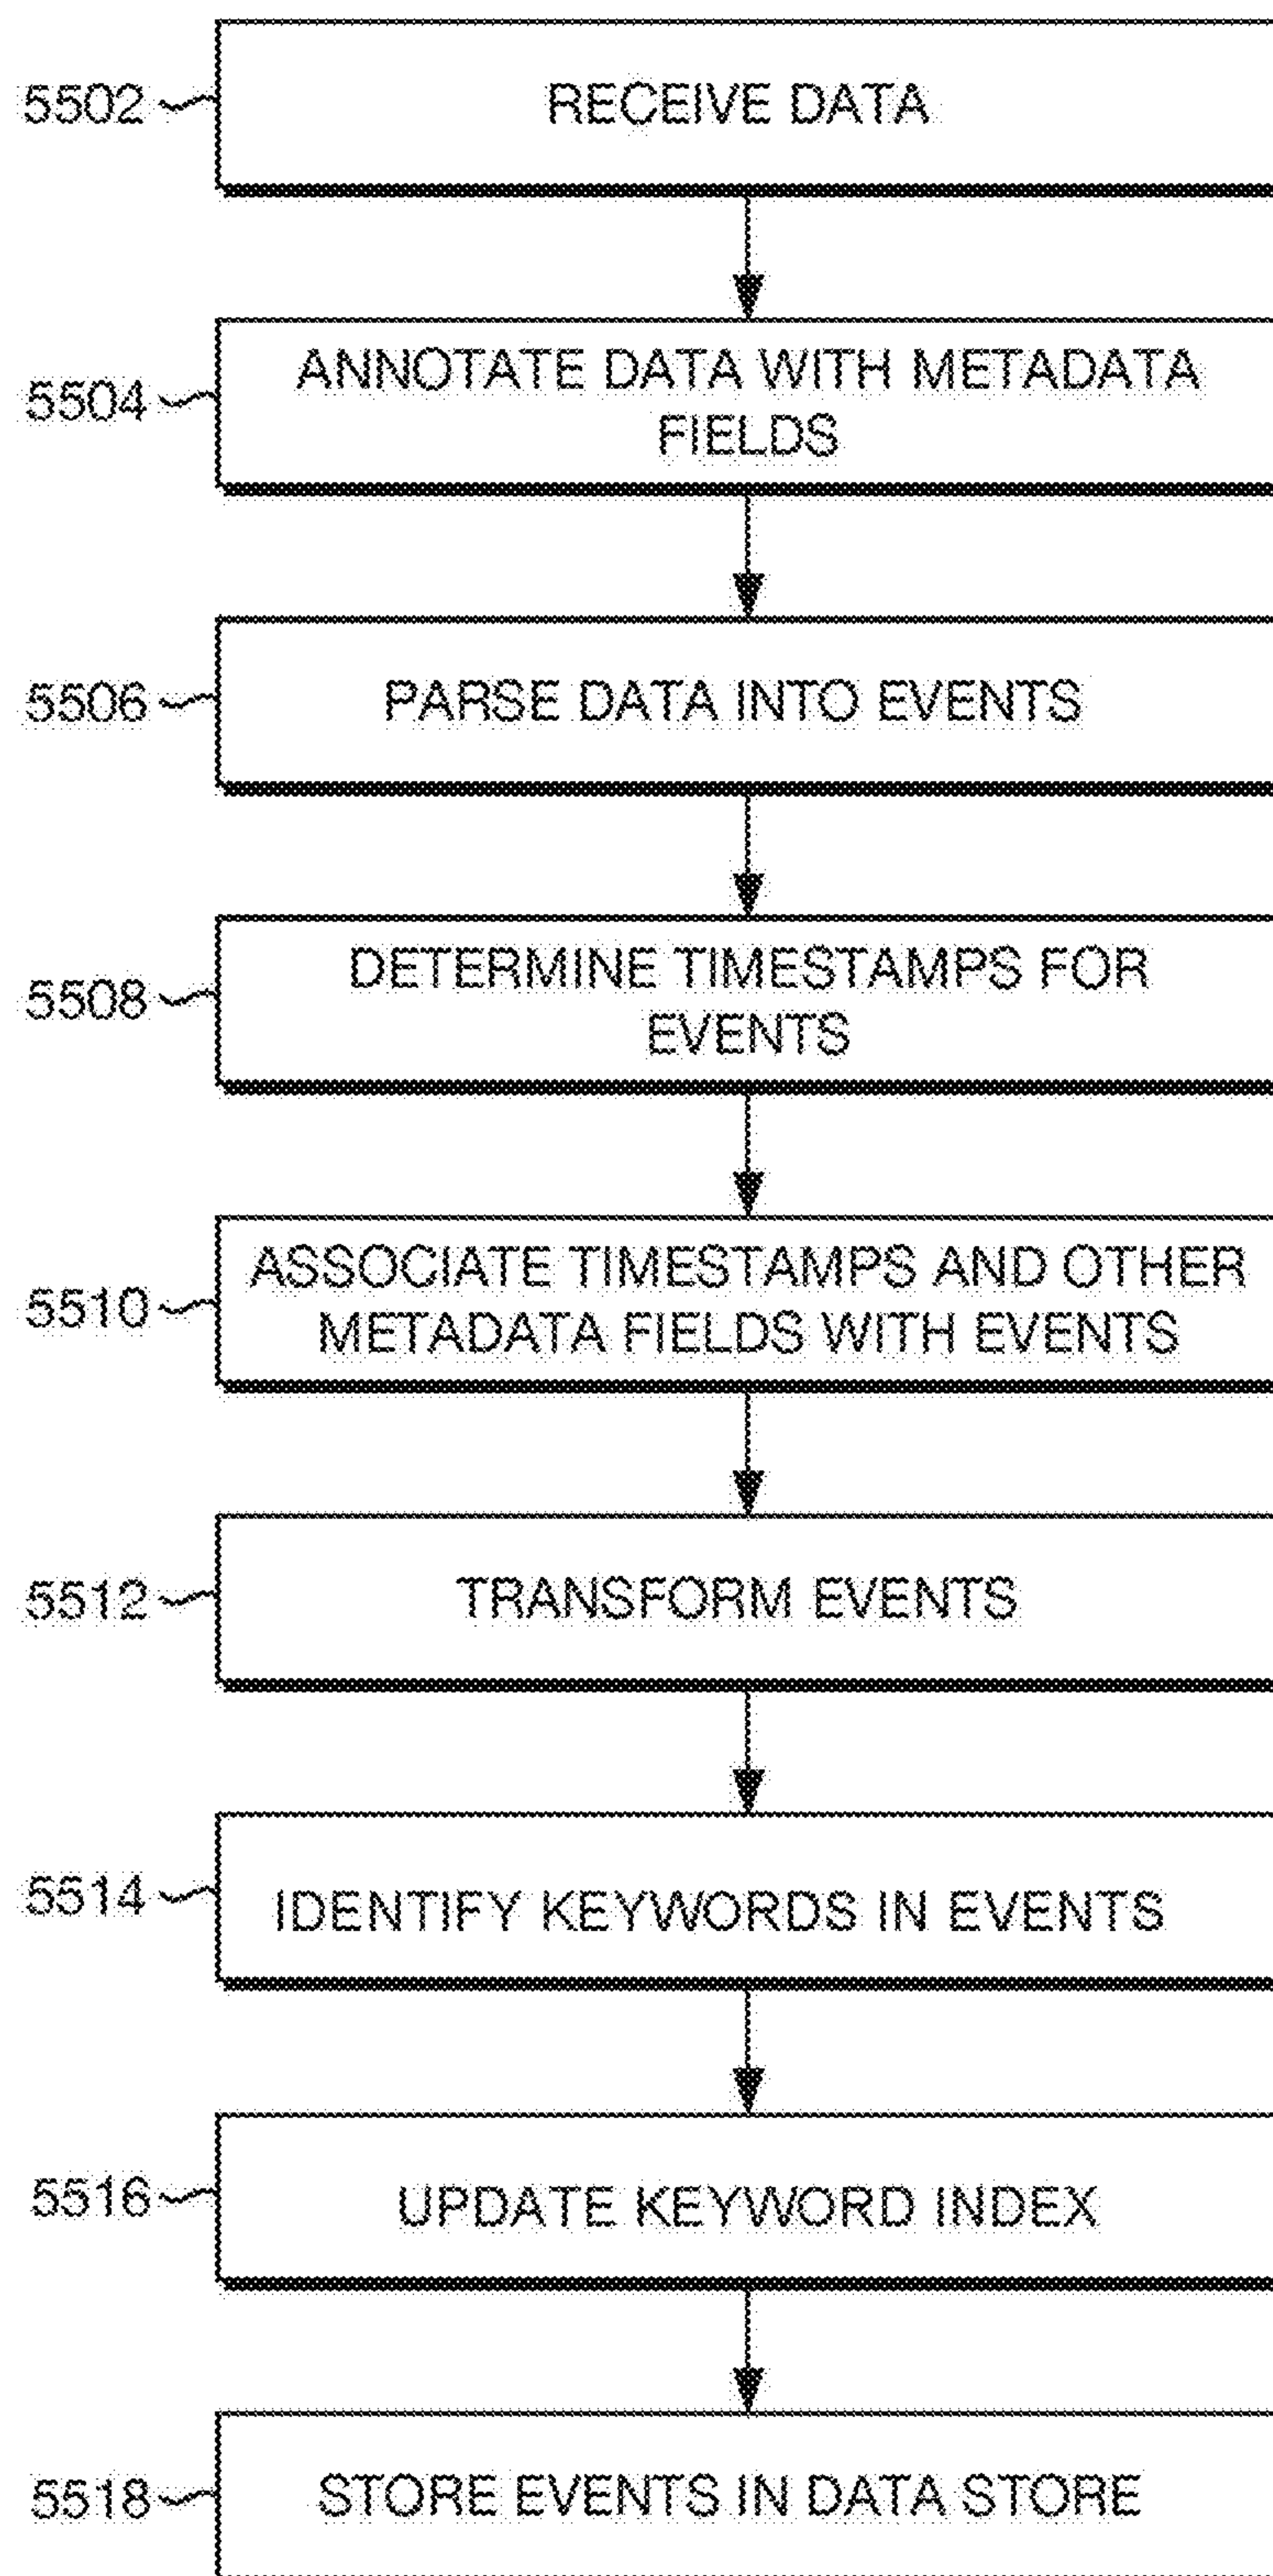 5502
RECEIVE DATA
5504
ANNOTATE DATA WITH METADATA
FIELDS
5506
PARSE DATA INTO EVENTS
5508
DETERMINE TIMESTAMPS FOR
EVENTS
5510
ASSOCIATE TIMESTAMPS AND OTHER
METADATA FIELDS WITH EVENTS
5512
TRANSFORM EVENTS
5514
IDENTIFY KEYWORDS IN EVENTS
5516
UPDATE KEYWORD INDEX
5518
STORE EVENTS IN DATA STORE